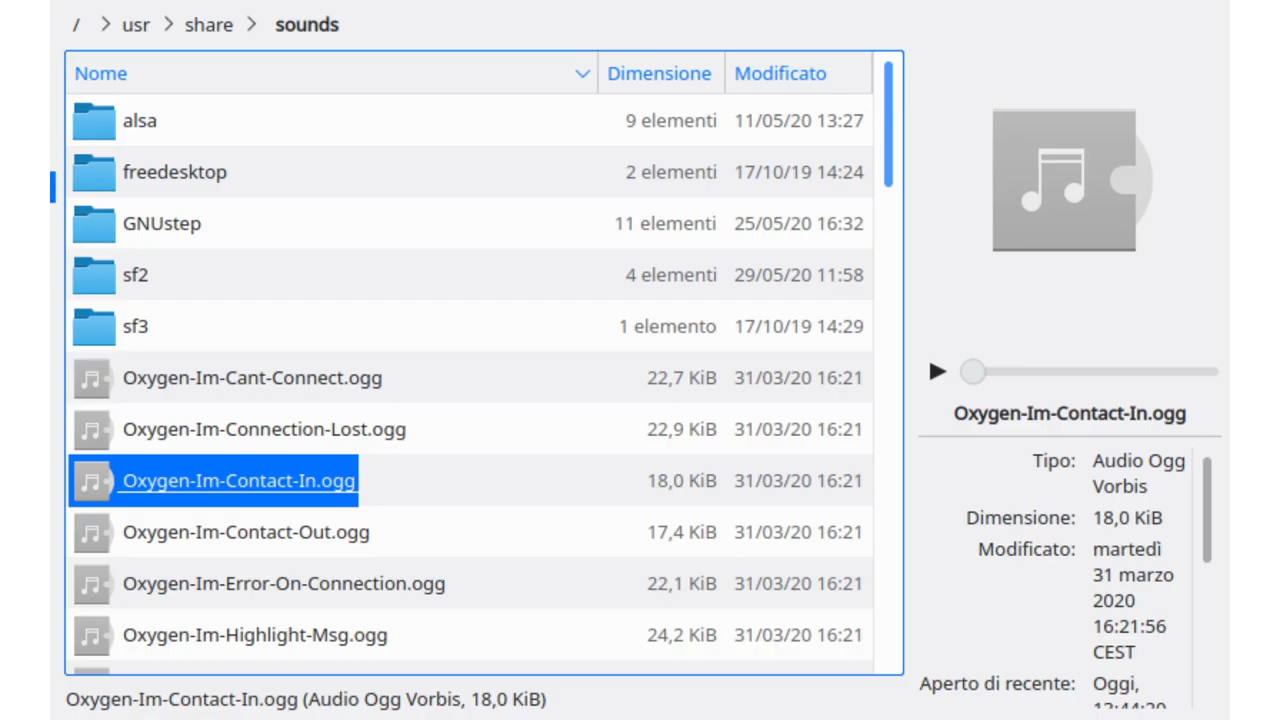 / > usr > share > sounds
Nome Dimensione Modificato
alsa 9 elementi 11/05/20 13:27
freedesktop 2 elementi 17/10/19 14:24
GNUstep 11 elementi 25/05/20 16:32
sf2 4 elementi 29/05/20 11:58
sf3 1 elemento 17/10/19 14:29
Oxygen-Im-Cant-Connect.ogg 22,7 KiB 31/03/20 16:21
Oxygen-Im-Connection-Lost.ogg 22,9 KiB 31/03/20 16:21
Oxygen-Im-Contact-In.ogg 18,0 KiB 31/03/20 16:21
Oxygen-Im-Contact-Out.ogg 17,4 KiB 31/03/20 16:21
Oxygen-Im-Error-On-Connection.ogg 22,1 KiB 31/03/20 16:21
Oxygen-Im-Highlight-Msg.ogg 24,2 KiB 31/03/20 16:21
Oxygen-Im-Contact-In.ogg (Audio Ogg Vorbis, 18,0 KiB)
Oxygen-Im-Contact-In.ogg
Tipo: Audio Ogg
Vorbis
Dimensione: 18,0 KiB
Modificato: martedì
31 marzo
2020
16:21:56
CEST
Aperto di recente: Oggi,